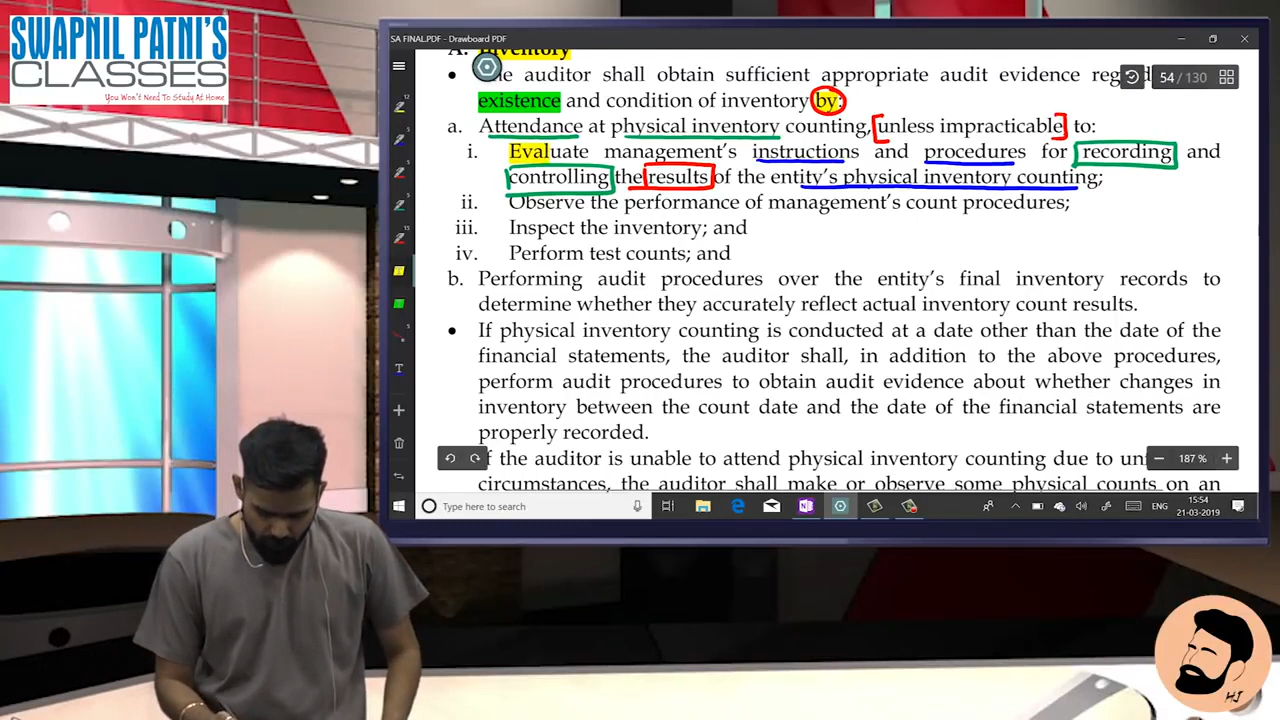 SWAPNIL PATNI'S
CLASSES
You Won't Need To Study At Home
SA FINAL.PDF - Drawboard PDF
A. Inventory
auditor shall obtain sufficient appropriate audit evidence
54 / 130
existence and condition of inventory by:
a. Attendance at physical inventory counting, unless impracticable to:
i. Evaluate management's instructions and procedures for recording and
controlling the results of the entity's physical inventory counting;
ii. Observe the performance of management's count procedures;
iii. Inspect the inventory; and
iv. Perform test counts; and
b. Performing audit procedures over the entity's final inventory records to
determine whether they accurately reflect actual inventory count results.
• If physical inventory counting is conducted at a date other than the date of the
financial statements, the auditor shall, in addition to the above procedures,
perform audit procedures to obtain audit evidence about whether changes in
inventory between the count date and the date of the financial statements are
properly recorded.
the auditor is unable to attend physical inventory counting due to
187 %
circumstances, the auditor shall make or observe some physical counts on an
Type here to search
ENG
15:54
21-03-2019
HJ